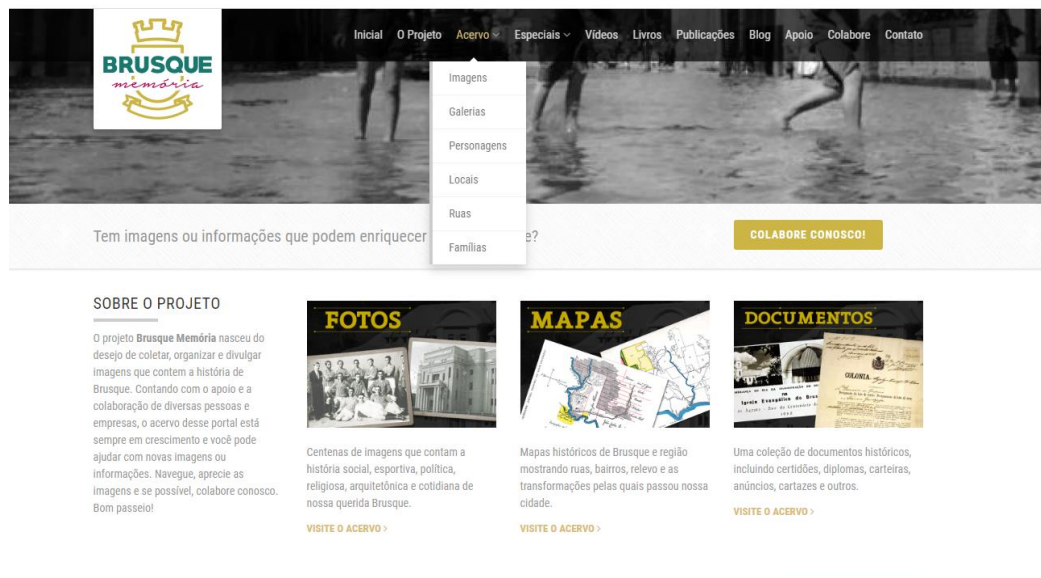 BRUSQUE
memória
Inicial O Projeto Acervo Especiais Vídeos Livros Publicações Blog Apoio Colabore Contato
Imagens
Galerias
Personagens
Locais
Ruas
Famílias
Tem imagens ou informações que podem enriquecer e?
COLABORE CONOSCO!
SOBRE O PROJETO
O projeto Brusque Memória nasceu do
desejo de coletar, organizar e divulgar
imagens que contem a história de
Brusque. Contando com o apoio e a
colaboração de diversas pessoas e
empresas, o acervo desse portal está
sempre em crescimento e você pode
ajudar com novas imagens ou
informações. Navegue, aprecie as
imagens e se possível, colabore conosco.
Bom passeio!
FOTOS
Centenas de imagens que contam a
história social, esportiva, política,
religiosa, arquitetônica e cotidiana de
nossa querida Brusque.
VISITE O ACERVO >
MAPAS
Mapas históricos de Brusque e região
mostrando ruas, bairros, relevo e as
transformações pelas quais passou nossa
cidade.
VISITE O ACERVO >
DOCUMENTOS
COLONIA
Igreja Evangélica de
Uma coleção de documentos históricos,
incluindo certidões, diplomas, carteiras,
anúncios, cartazes e outros.
VISITE O ACERVO >